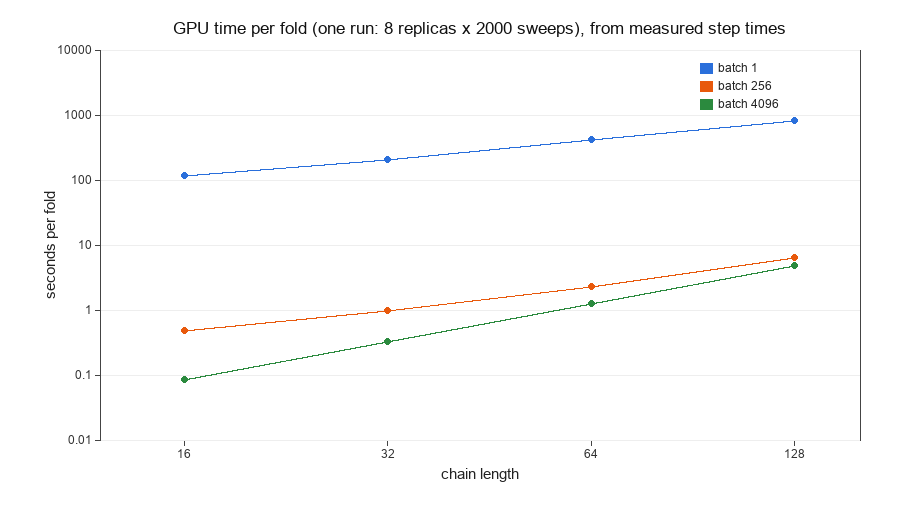 GPU time per fold (one run: 8 replicas x 2000 sweeps), from measured step times
batch 1
batch 256
batch 4096
seconds per fold
10000
1000
100
10
1
0.1
0.01
16 32 64 128
chain length